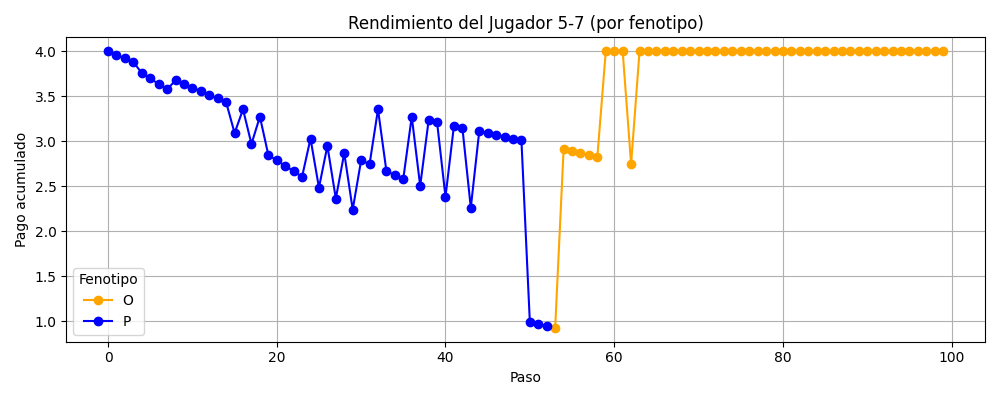 Rendimiento del Jugador 5-7 (por fenotipo)
Pago acumulado
4.0
3.5
3.0
2.5
2.0
1.5
1.0
Fenotipo
O
P
0 20 40 60 80 100
Paso